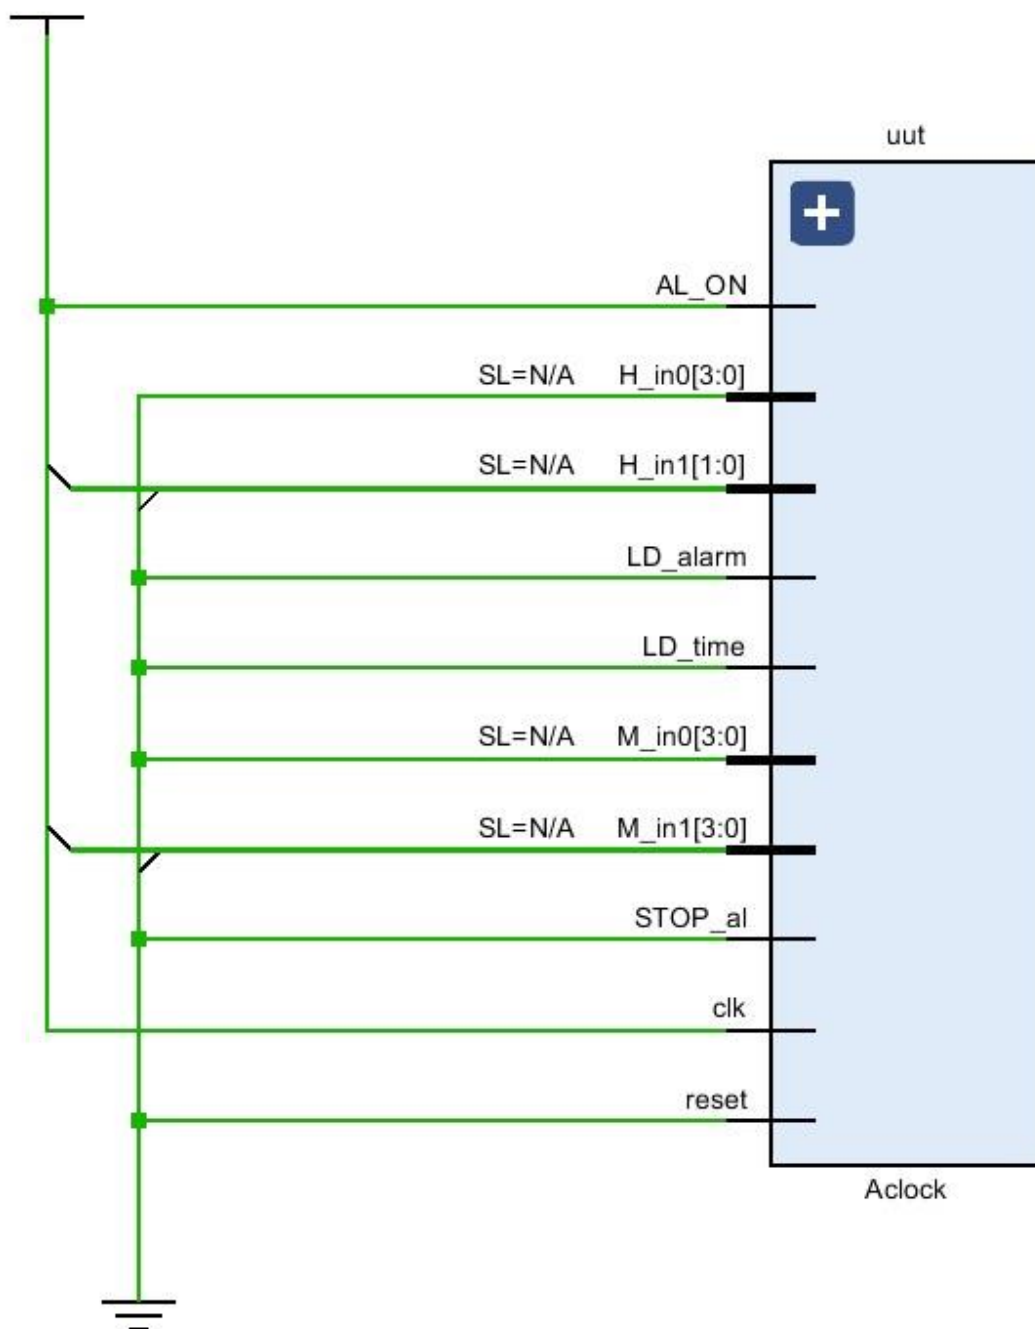 uut
AL_ON
SL=N/A H_in0[3:0]
SL=N/A H_in1[1:0]
LD_alarm
LD_time
SL=N/A M_in0[3:0]
SL=N/A M_in1[3:0]
STOP_al
clk
reset
Aclock